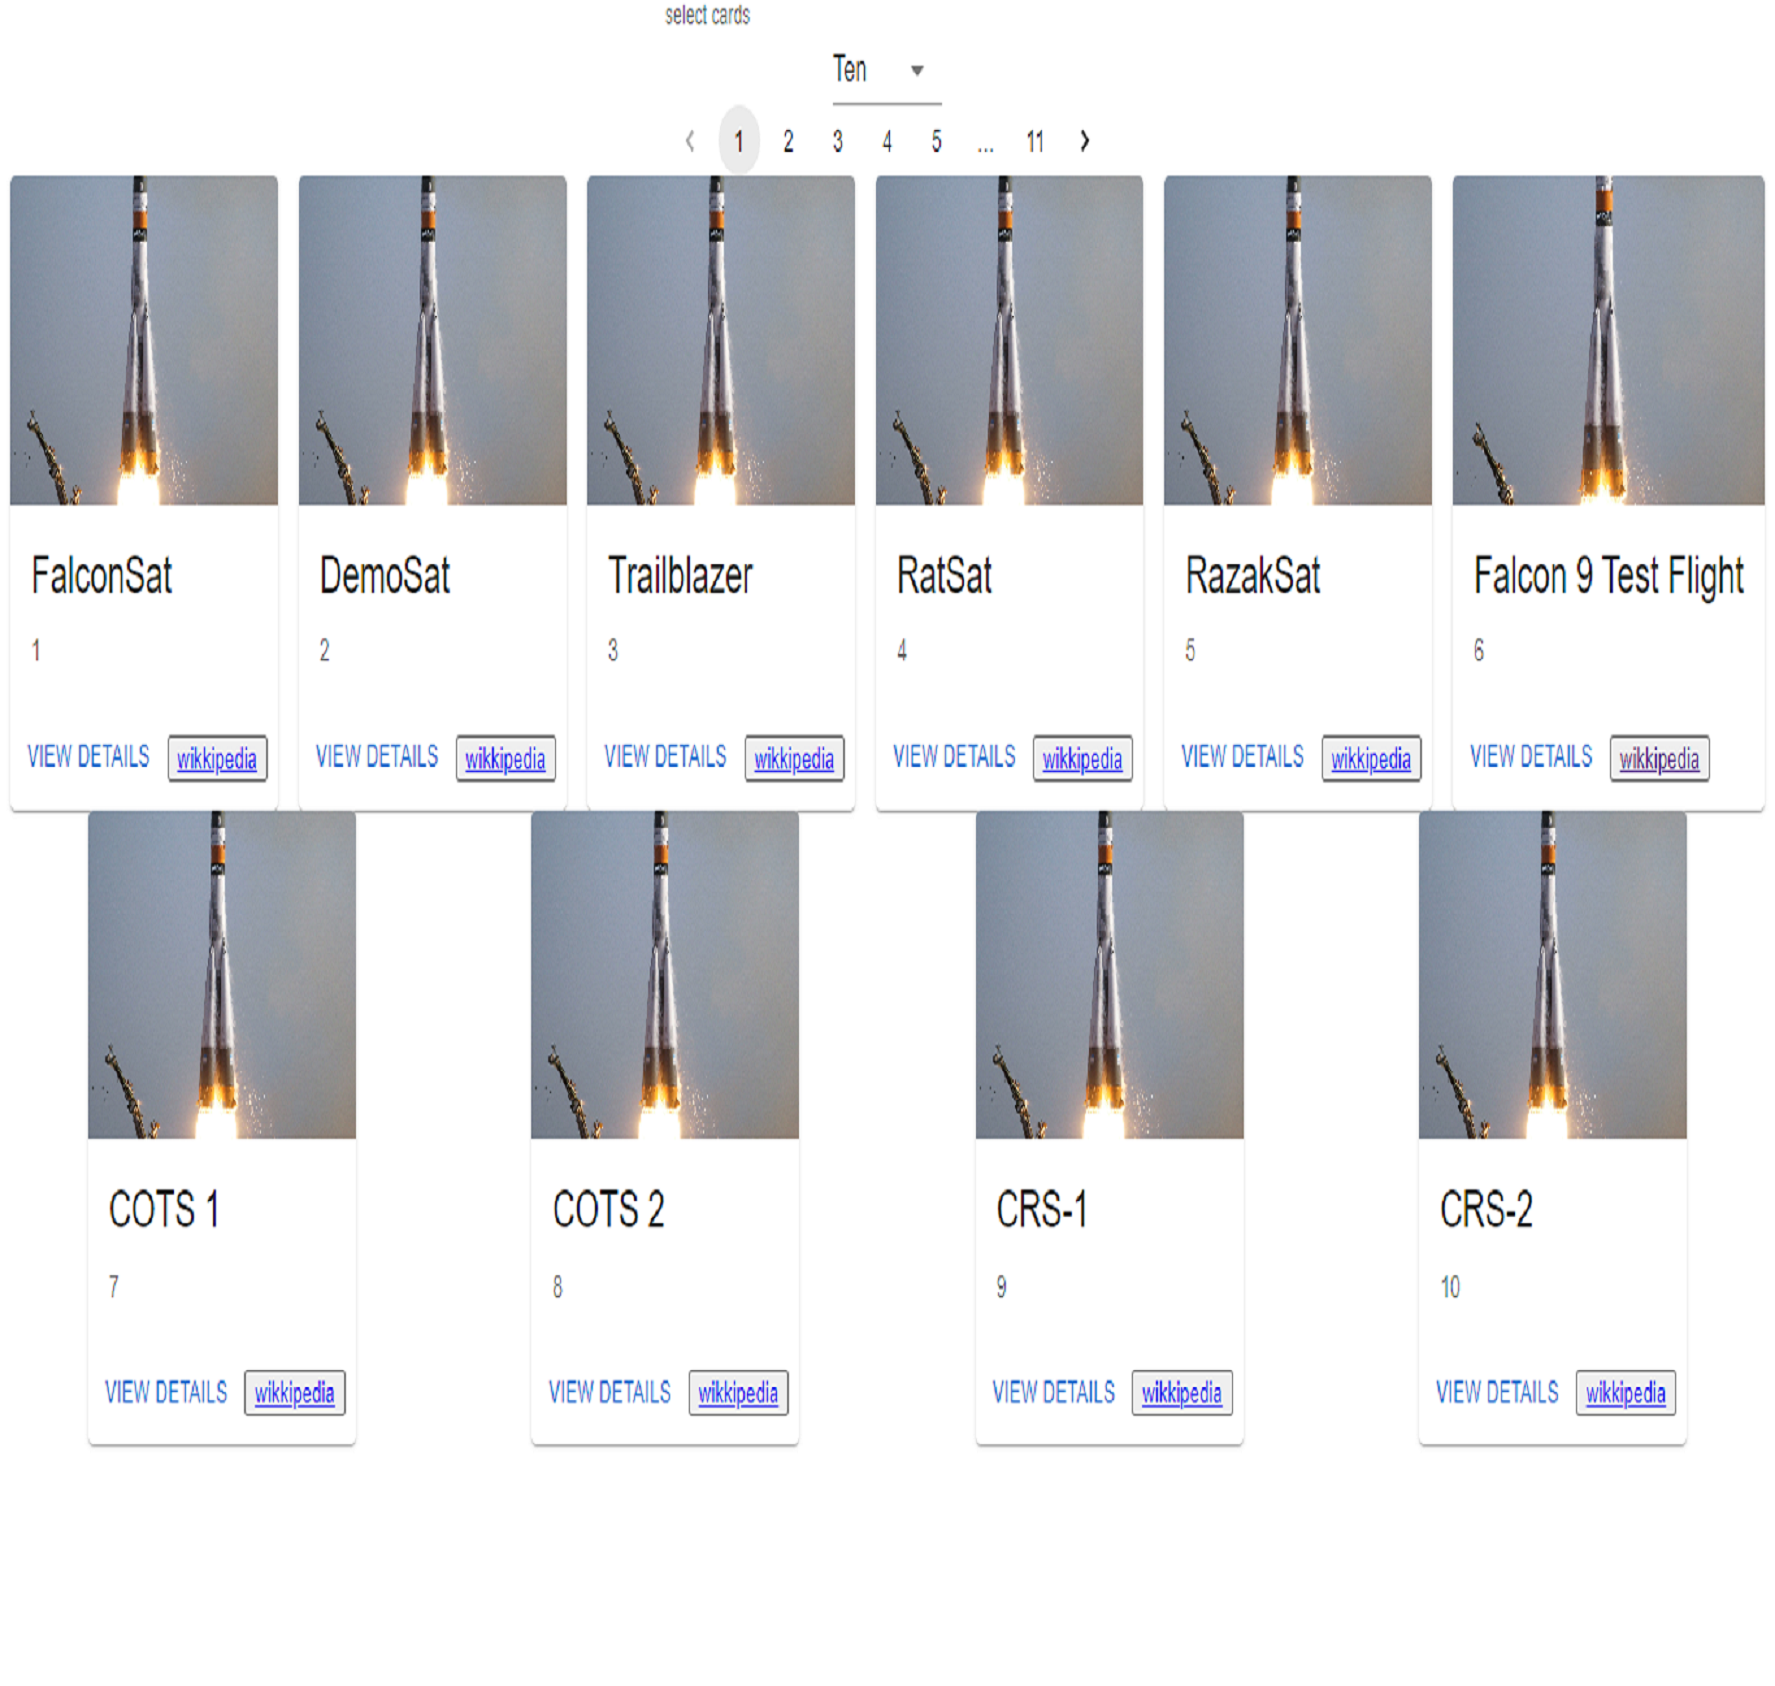 select cards
Ten
1 2 3 4 5 ... 11
FalconSat DemoSat Trailblazer RatSat RazakSat Falcon 9 Test Flight
1 2 3 4 5 6
VIEW DETAILS wikkipedia VIEW DETAILS wikkipedia VIEW DETAILS wikkipedia VIEW DETAILS wikkipedia VIEW DETAILS wikkipedia VIEW DETAILS wikkipedia
COTS 1 COTS 2 CRS-1 CRS-2
7 8 9 10
VIEW DETAILS wikkipedia VIEW DETAILS wikkipedia VIEW DETAILS wikkipedia VIEW DETAILS wikkipedia